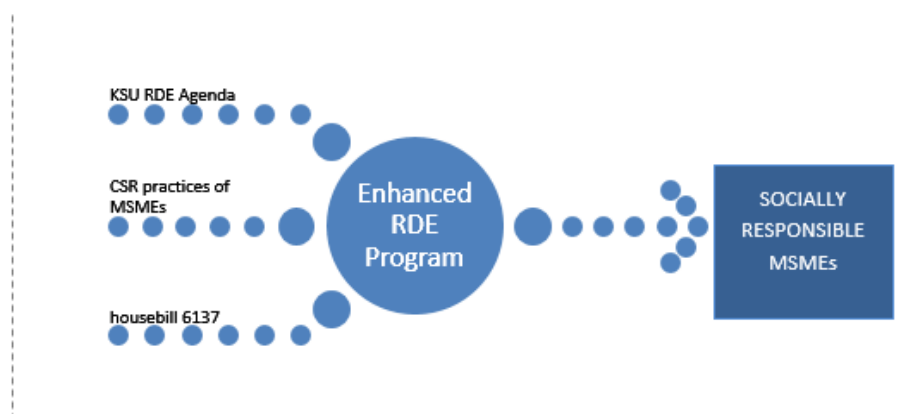 KSU RDE Agenda
CSR practices of
MSMEs
housebill 6137
Enhanced
RDE
Program
SOCIALLY
RESPONSIBLE
MSMEs